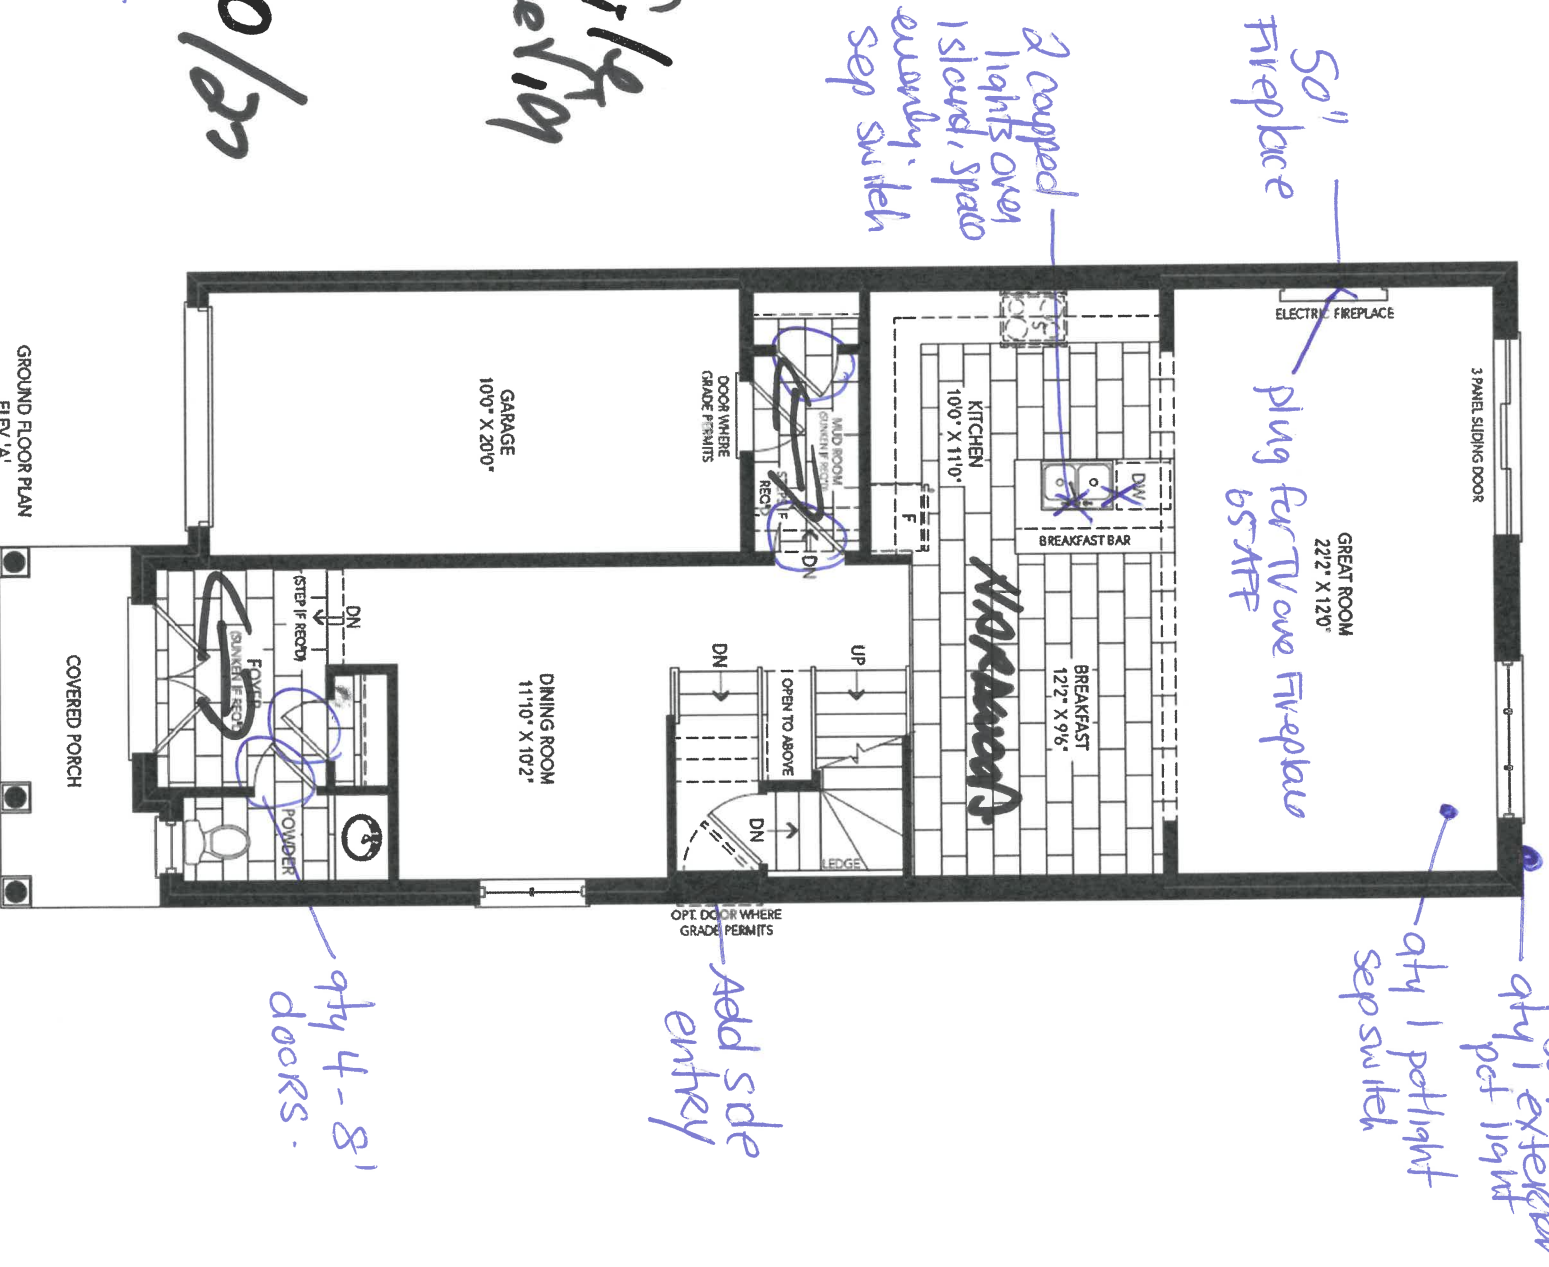 50"
Fireplace
2 capped
lights over
island, space
evenly.
sep switch
ELECTRIC FIREPLACE
3 PANEL SLIDING DOOR
plug for TV above Fireplace
65 AFF
GREAT ROOM
22'2" X 12'0"
qty 1 exterior
pot light
qty 1 potlight
sep switch
KITCHEN
10'0" X 11'0"
DW
BREAKFAST BAR
F
BREAKFAST
12'2" X 9'6"
MUD ROOM
(SUNKEN IF REQ'D)
DOOR WHERE
GRADE PERMITS
DN
GARAGE
10'0" X 20'0"
UP
OPEN TO ABOVE
DN
DN
LEDGE
OPT. DOOR WHERE
GRADE PERMITS
Add side
entry
DINING ROOM
11'10" X 10'2"
DN
(STEP IF REQ'D)
FOYER
(SUNKEN IF REQ'D)
POWDER
qty 4 - 8'
doors.
COVERED PORCH
GROUND FLOOR PLAN
ELEV. 'A'